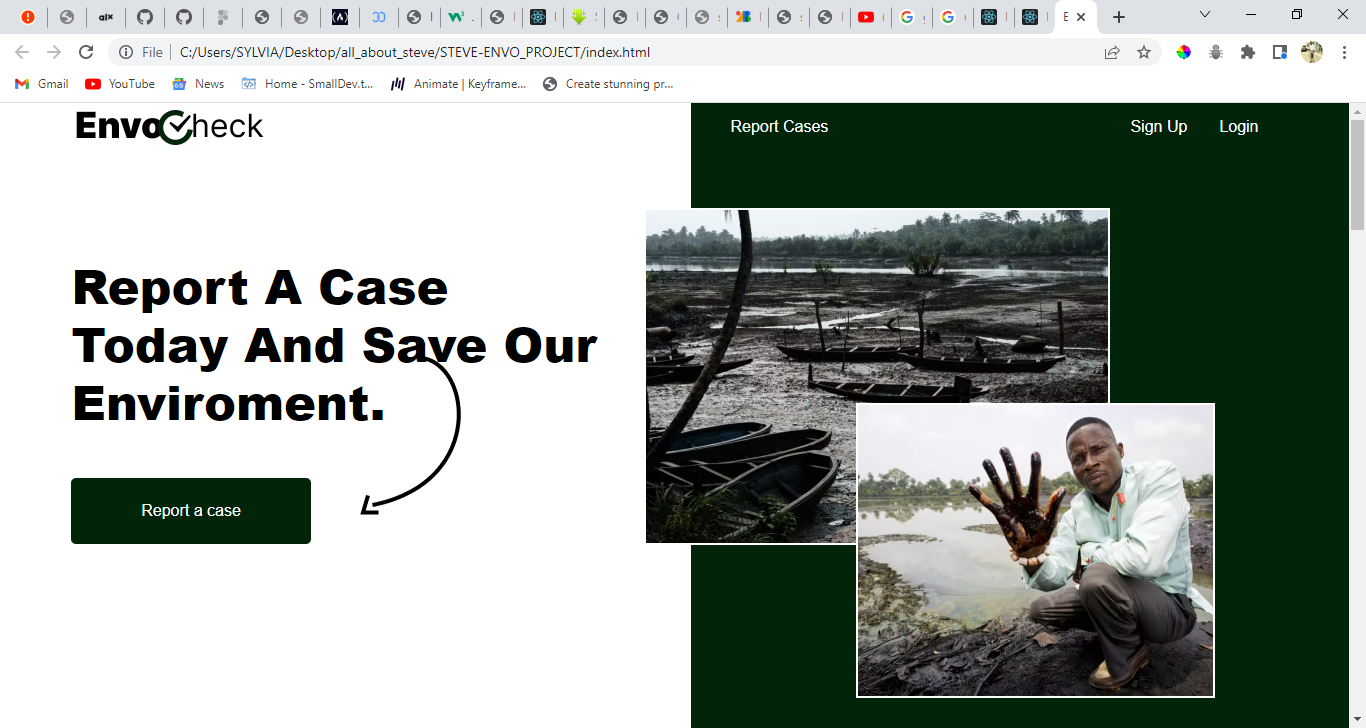 File
C:/Users/SYLVIA/Desktop/all_about_steve/STEVE-ENVO_PROJECT/index.html
Gmail
YouTube
News
Home - SmallDev.t...
Animate | Keyframe...
Create stunning pr...
EnvoCheck
Report Cases
Sign Up
Login
Report A Case
Today And Save Our
Enviroment.
Report a case